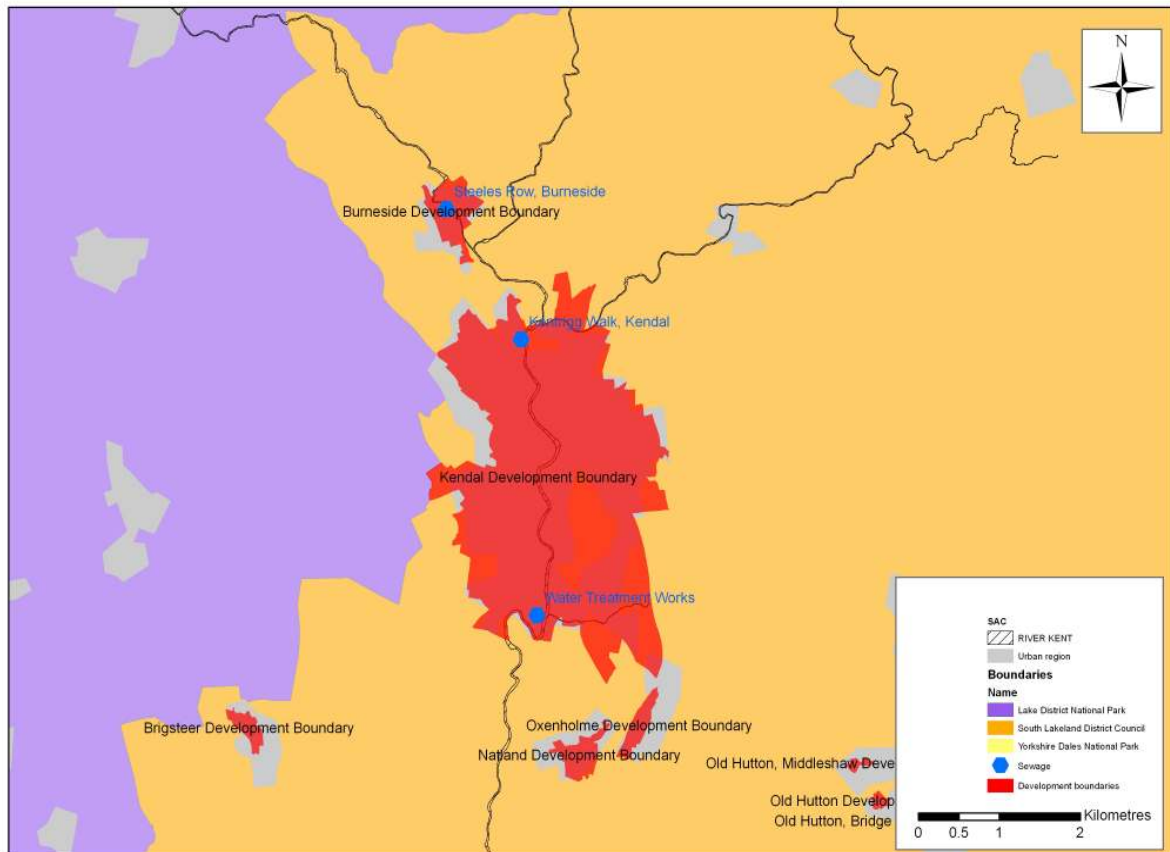 N
Steeles Row, Burneside
Burneside Development Boundary
Kentrigg Walk, Kendal
Kendal Development Boundary
Water Treatment Works
Brigsteer Development Boundary
Oxenholme Development Boundary
Natland Development Boundary
Old Hutton, Middleshaw Deve
Old Hutton Develop
Old Hutton, Bridge
SAC
RIVER KENT
Urban region
Boundaries
Name
Lake District National Park
South Lakeland District Council
Yorkshire Dales National Park
Sewage
Development boundaries
Kilometres
0 0.5 1 2